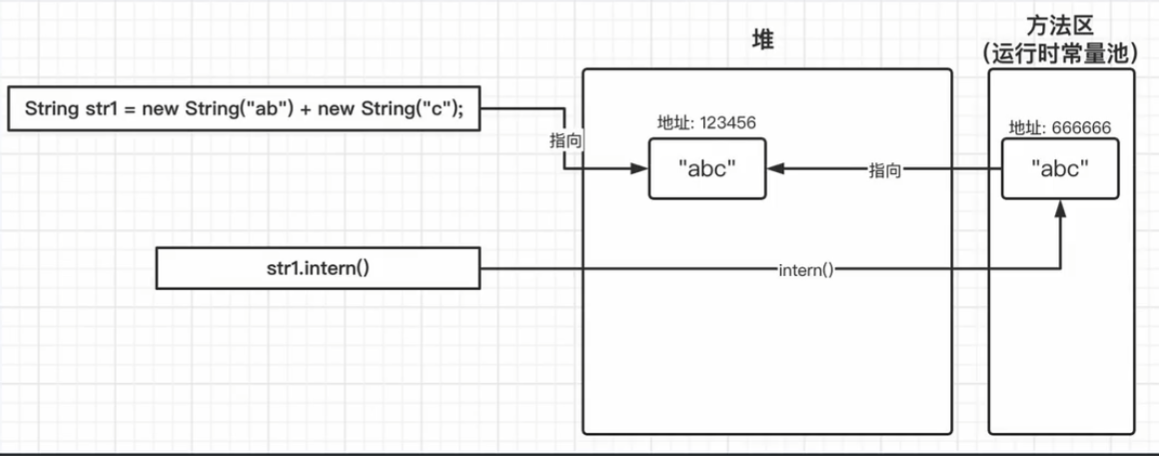 堆
方法区
(运行时常量池)
String str1 = new String("ab") + new String("c");
指向
地址: 123456
"abc"
指向
地址: 666666
"abc"
str1.intern()
intern()